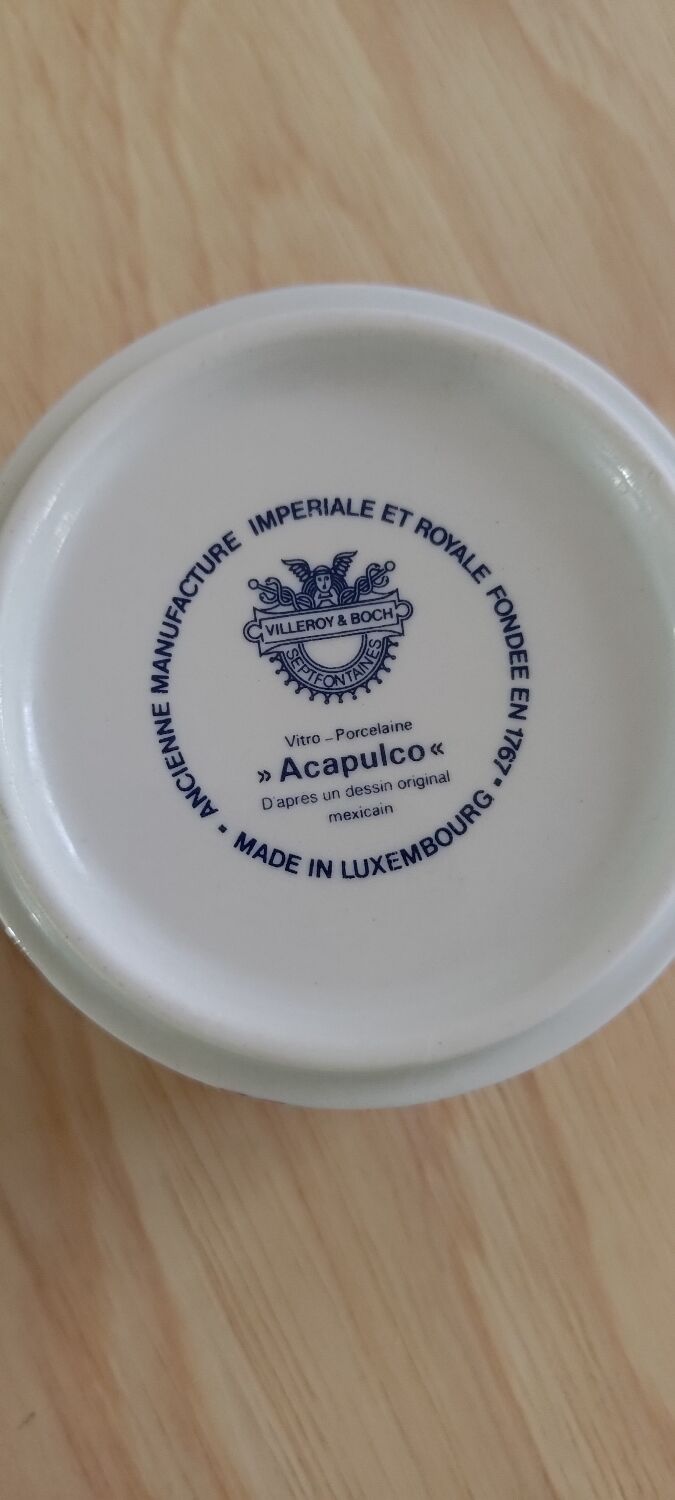 ANCIENNE MANUFACTURE IMPERIALE ET ROYALE FONDEE EN 1767 •
VILLEROY & BOCH
SEPTFONTAINES
Vitro – Porcelaine
» Acapulco «
D'apres un dessin original
mexicain
MADE IN LUXEMBOURG •